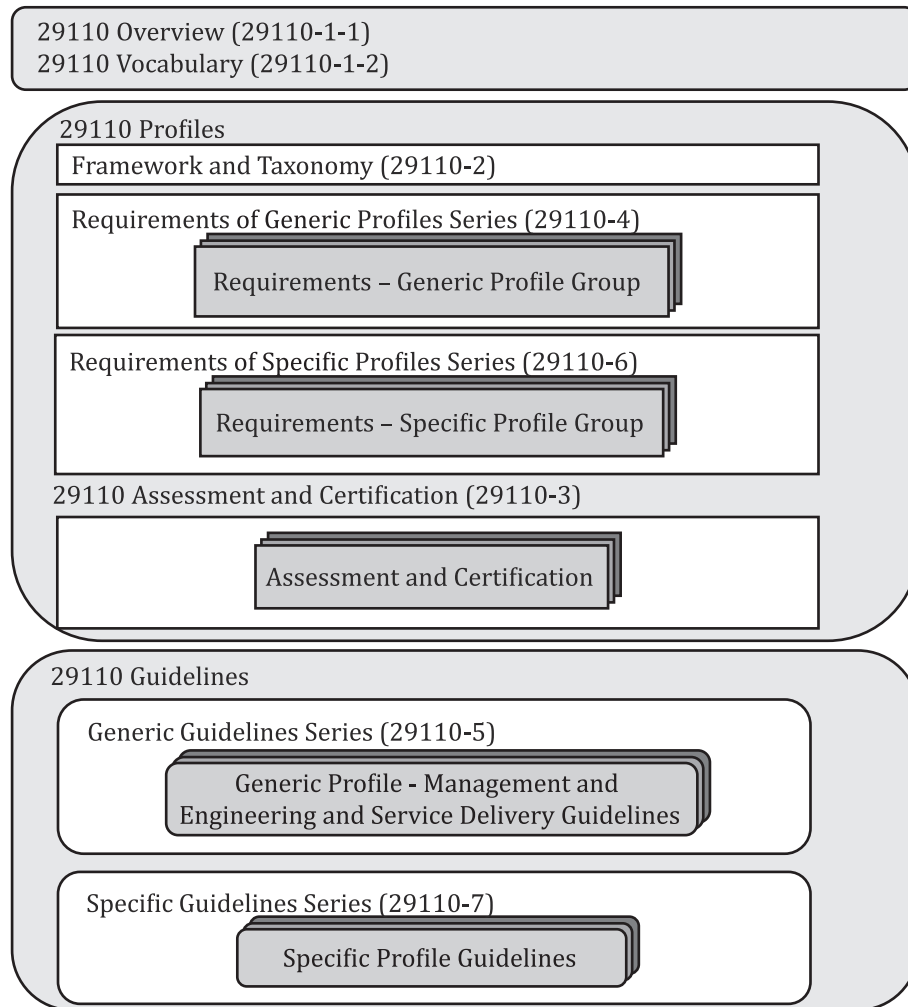 29110 Overview (29110-1-1)
29110 Vocabulary (29110-1-2)
29110 Profiles
Framework and Taxonomy (29110-2)
Requirements of Generic Profiles Series (29110-4)
Requirements – Generic Profile Group
Requirements of Specific Profiles Series (29110-6)
Requirements – Specific Profile Group
29110 Assessment and Certification (29110-3)
Assessment and Certification
29110 Guidelines
Generic Guidelines Series (29110-5)
Generic Profile - Management and
Engineering and Service Delivery Guidelines
Specific Guidelines Series (29110-7)
Specific Profile Guidelines